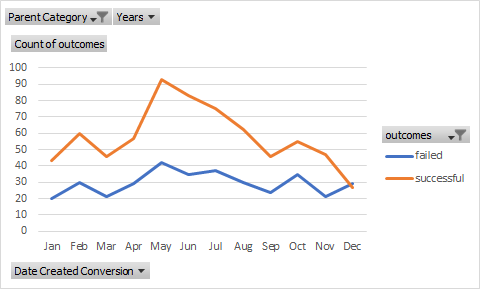 Parent Category Years
Count of outcomes
100
90
80
70
60
50
40
30
20
10
0
Jan Feb Mar Apr May Jun Jul Aug Sep Oct Nov Dec
outcomes
failed
successful
Date Created Conversion